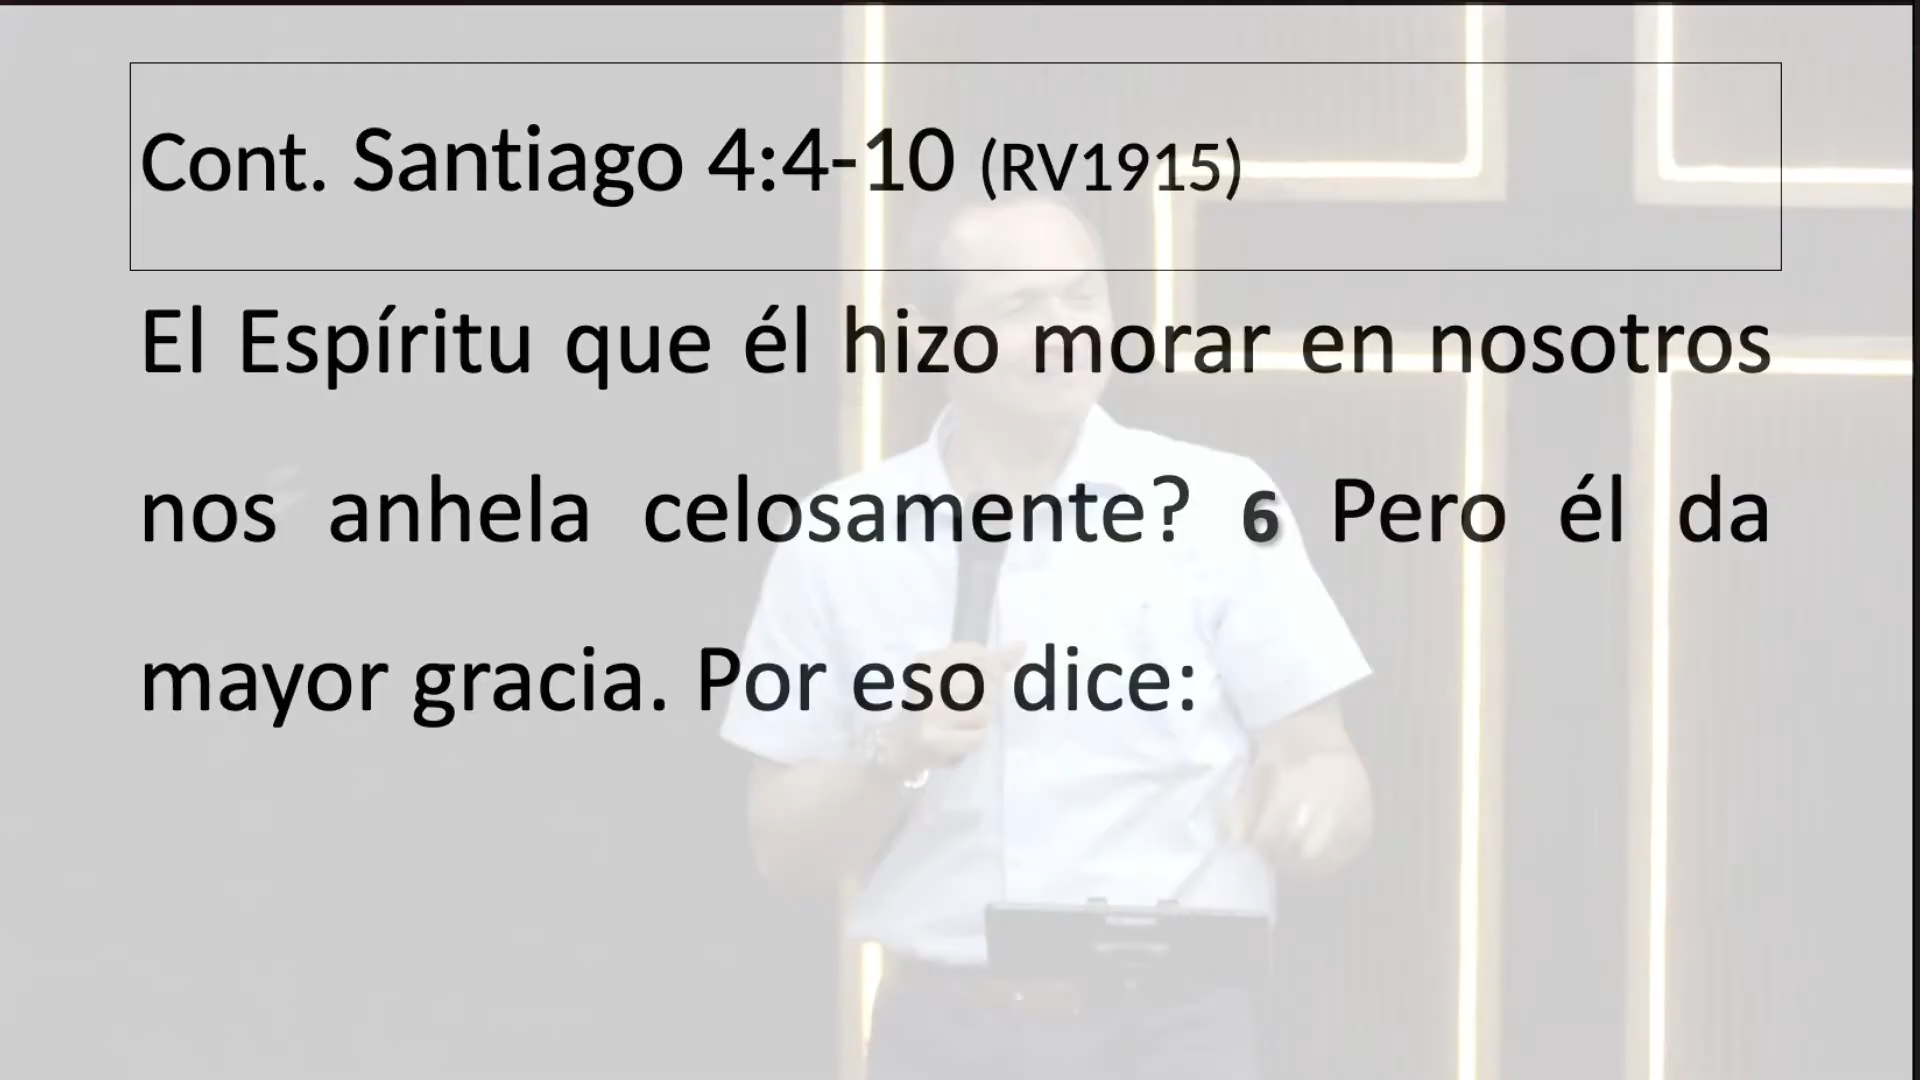 Cont. Santiago 4:4-10 (RV1915)
El Espíritu que él hizo morar en nosotros
nos anhela celosamente? 6 Pero él da
mayor gracia. Por eso dice: